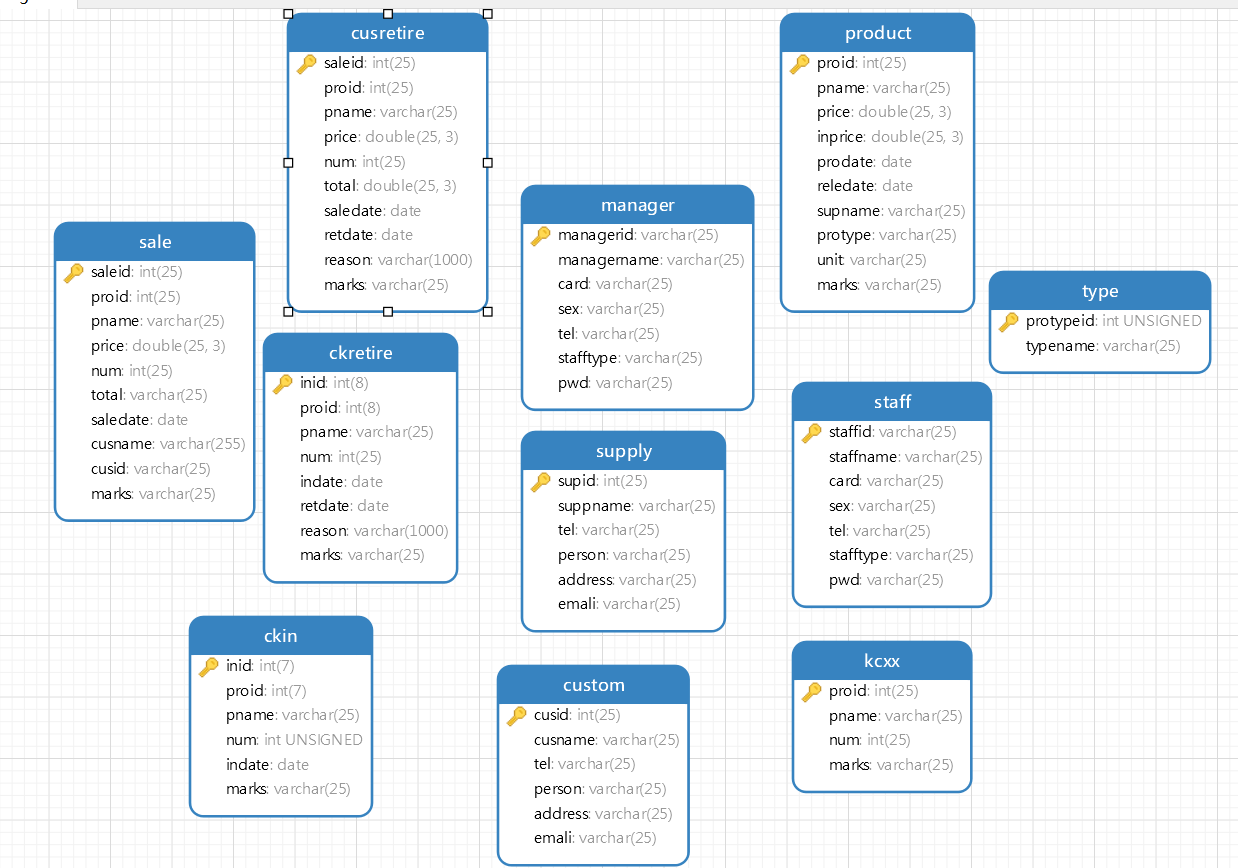 cusretire
saleid: int(25)
proid: int(25)
pname: varchar(25)
price: double(25, 3)
num: int(25)
total: double(25, 3)
saledate: date
retdate: date
reason: varchar(1000)
marks: varchar(25)
product
proid: int(25)
pname: varchar(25)
price: double(25, 3)
inprice: double(25, 3)
prodate: date
reledate: date
supname: varchar(25)
protype: varchar(25)
unit: varchar(25)
marks: varchar(25)
manager
managerid: varchar(25)
managername: varchar(25)
card: varchar(25)
sex: varchar(25)
tel: varchar(25)
stafftype: varchar(25)
pwd: varchar(25)
sale
saleid: int(25)
proid: int(25)
pname: varchar(25)
price: double(25, 3)
num: int(25)
total: varchar(25)
saledate: date
cusname: varchar(255)
cusid: varchar(25)
marks: varchar(25)
type
protypeid: int UNSIGNED
typename: varchar(25)
ckretire
inid: int(8)
proid: int(8)
pname: varchar(25)
num: int(25)
indate: date
retdate: date
reason: varchar(1000)
marks: varchar(25)
staff
staffid: varchar(25)
staffname: varchar(25)
card: varchar(25)
sex: varchar(25)
tel: varchar(25)
stafftype: varchar(25)
pwd: varchar(25)
supply
supid: int(25)
suppname: varchar(25)
tel: varchar(25)
person: varchar(25)
address: varchar(25)
emali: varchar(25)
ckin
inid: int(7)
proid: int(7)
pname: varchar(25)
num: int UNSIGNED
indate: date
marks: varchar(25)
custom
cusid: int(25)
cusname: varchar(25)
tel: varchar(25)
person: varchar(25)
address: varchar(25)
emali: varchar(25)
kcxx
proid: int(25)
pname: varchar(25)
num: int(25)
marks: varchar(25)